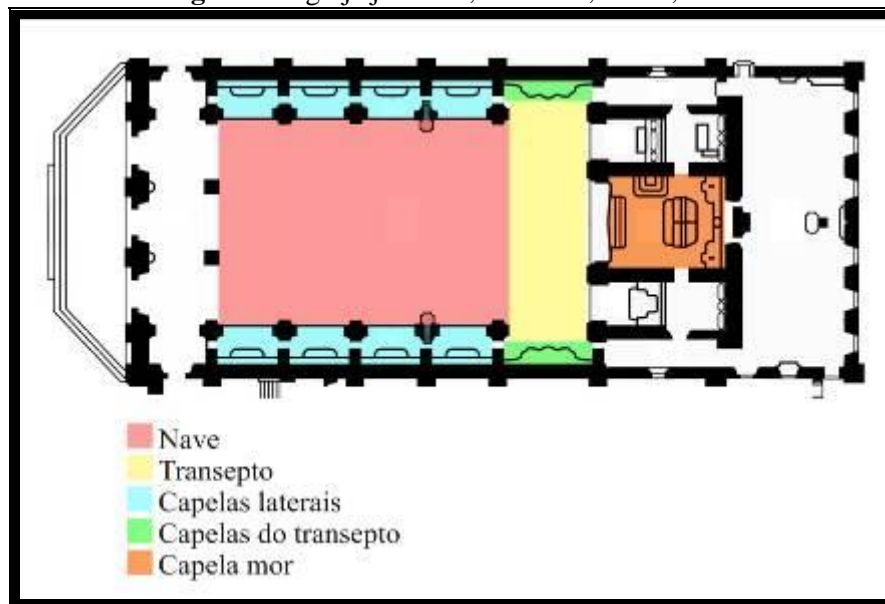 Nave
Transepto
Capelas laterais
Capelas do transepto
Capela mor